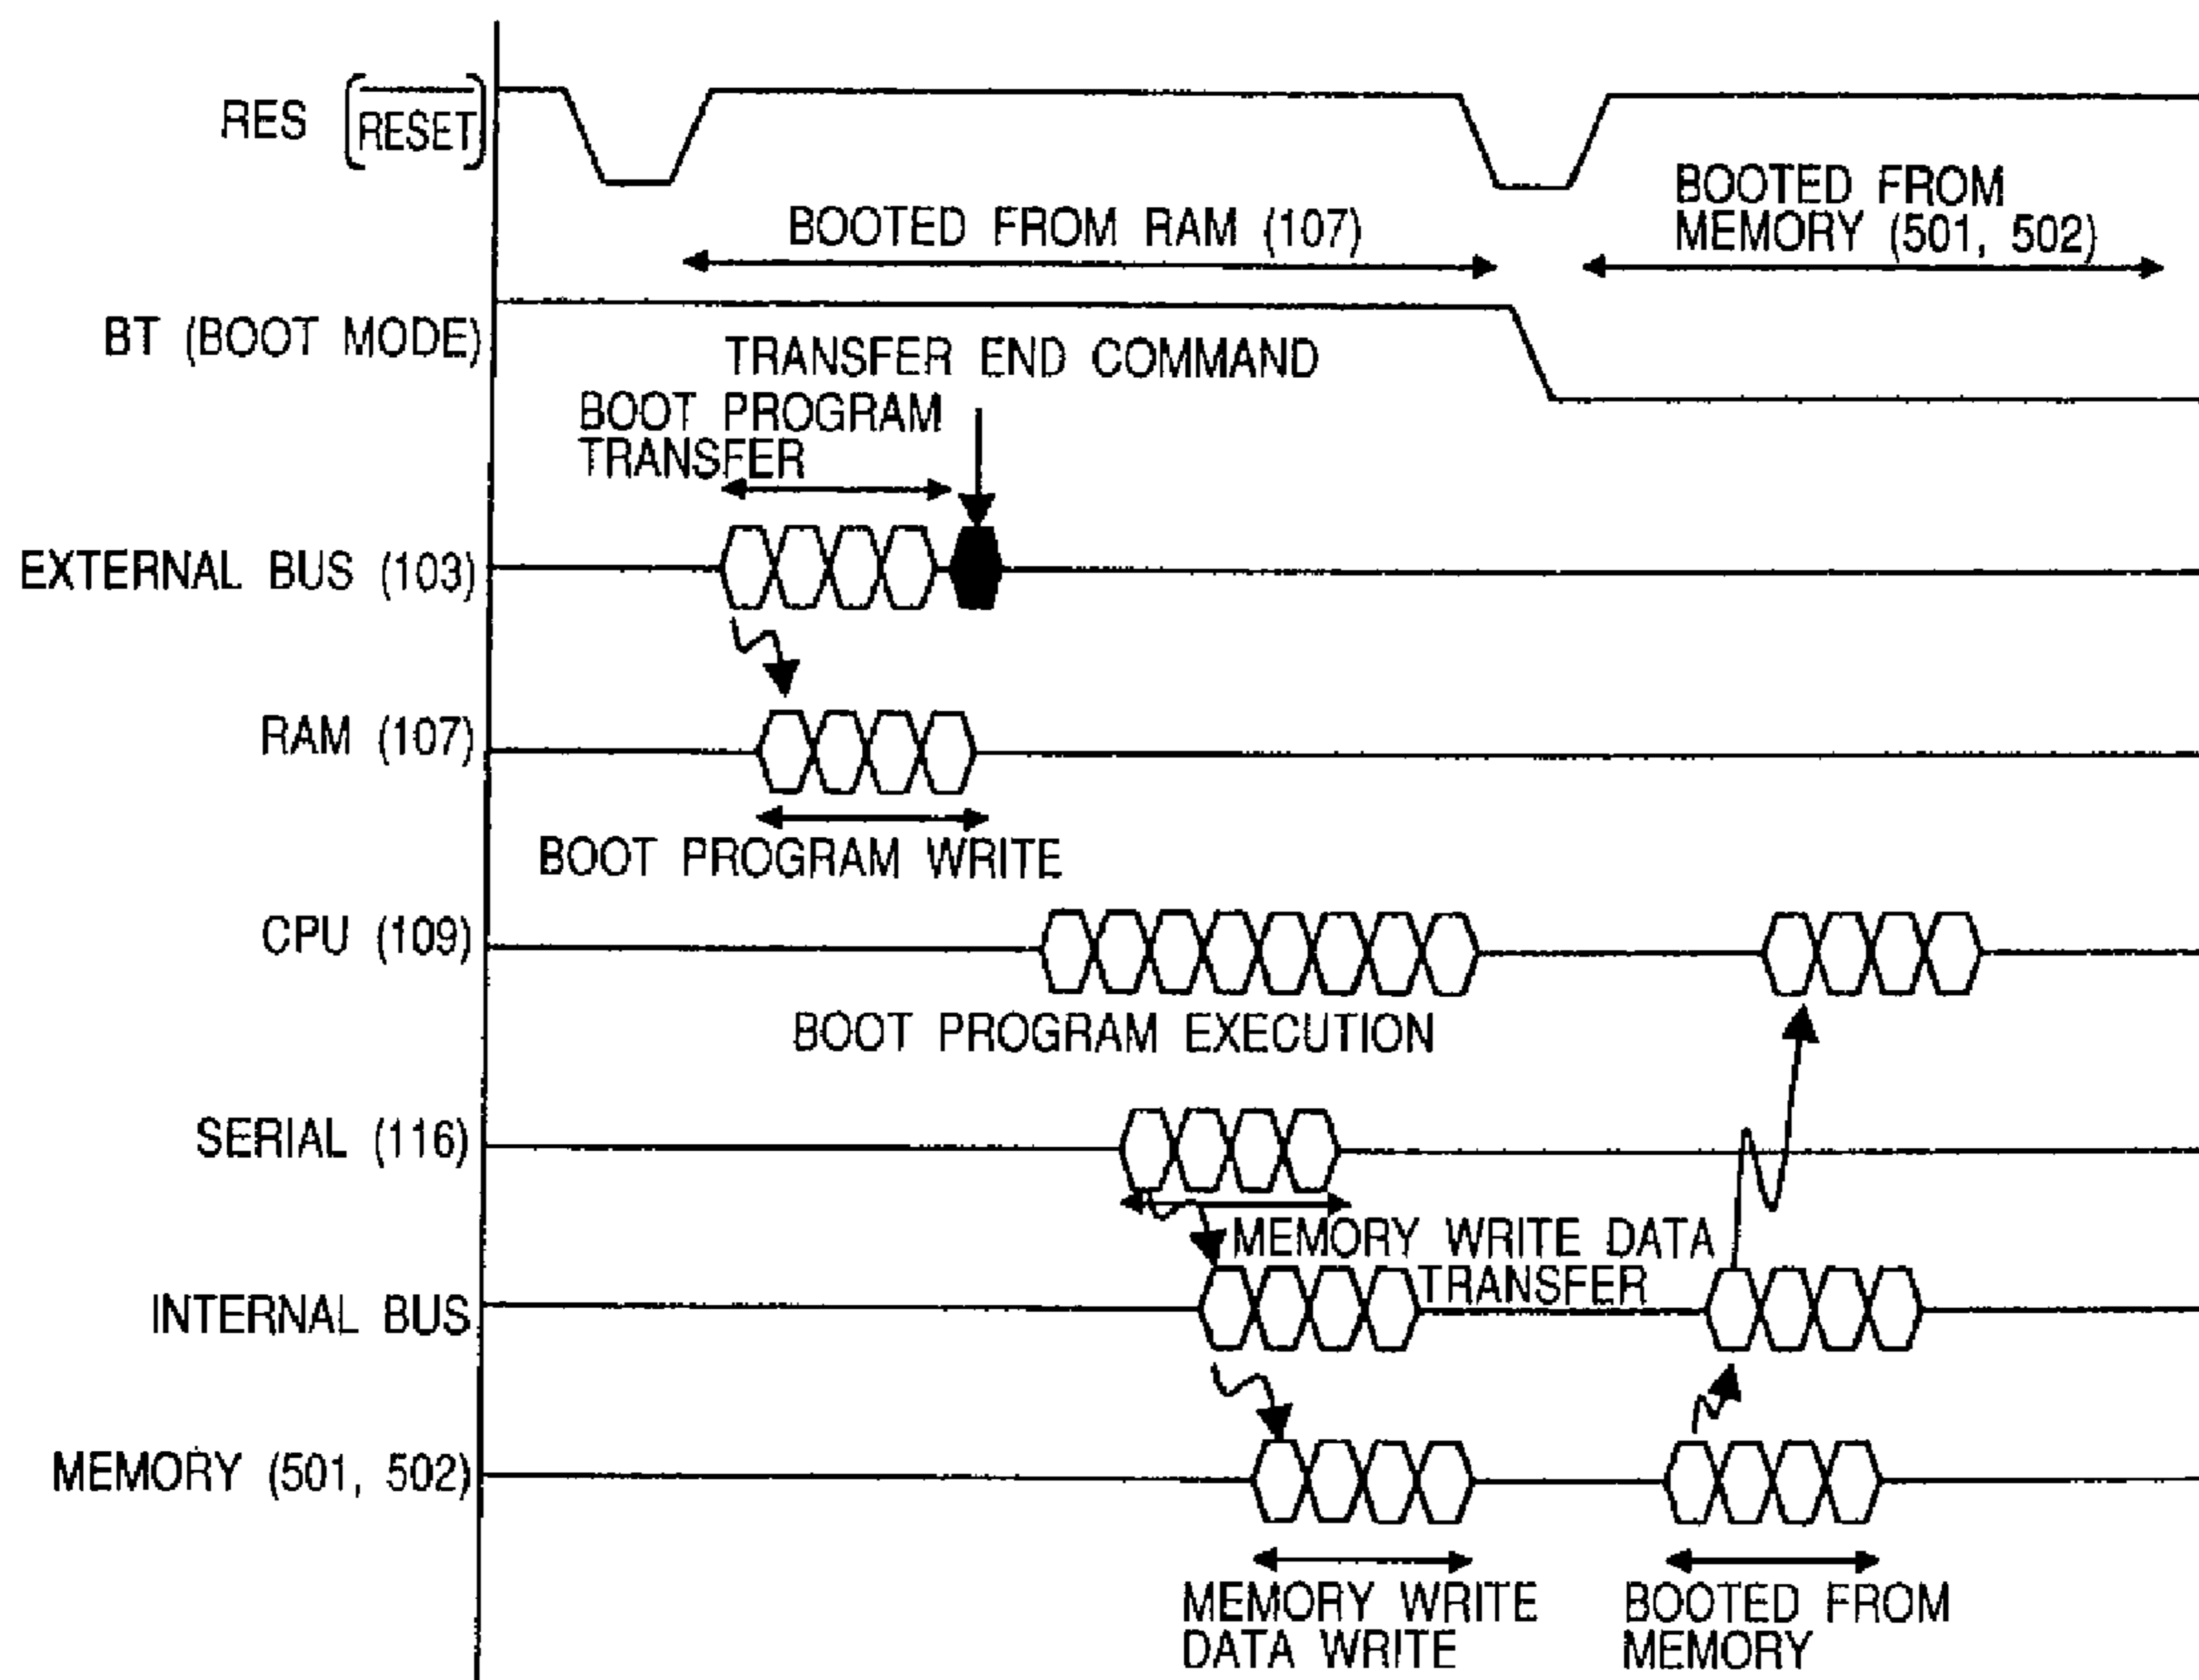 RES (RESET)
BOOTED FROM RAM (107)
BOOTED FROM
MEMORY (501, 502)
BT (BOOT MODE)
TRANSFER END COMMAND
BOOT PROGRAM
TRANSFER
EXTERNAL BUS (103)
RAM (107)
BOOT PROGRAM WRITE
CPU (109)
BOOT PROGRAM EXECUTION
SERIAL (116)
MEMORY WRITE DATA
TRANSFER
INTERNAL BUS
MEMORY (501, 502)
MEMORY WRITE
DATA WRITE
BOOTED FROM
MEMORY